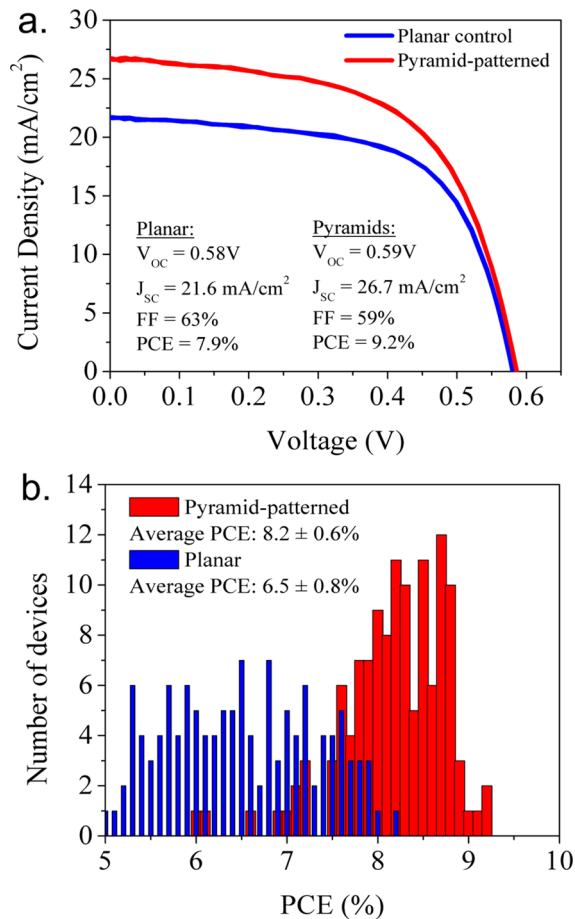 a.
30
25
20
15
10
5
0
Current Density (mA/cm²)
Planar control
Pyramid-patterned
Planar:
V_OC = 0.58V
J_SC = 21.6 mA/cm²
FF = 63%
PCE = 7.9%
Pyramids:
V_OC = 0.59V
J_SC = 26.7 mA/cm²
FF = 59%
PCE = 9.2%
0.0 0.1 0.2 0.3 0.4 0.5 0.6
Voltage (V)
b.
14
12
10
8
6
4
2
0
Number of devices
Pyramid-patterned
Average PCE: 8.2 ± 0.6%
Planar
Average PCE: 6.5 ± 0.8%
5 6 7 8 9 10
PCE (%)